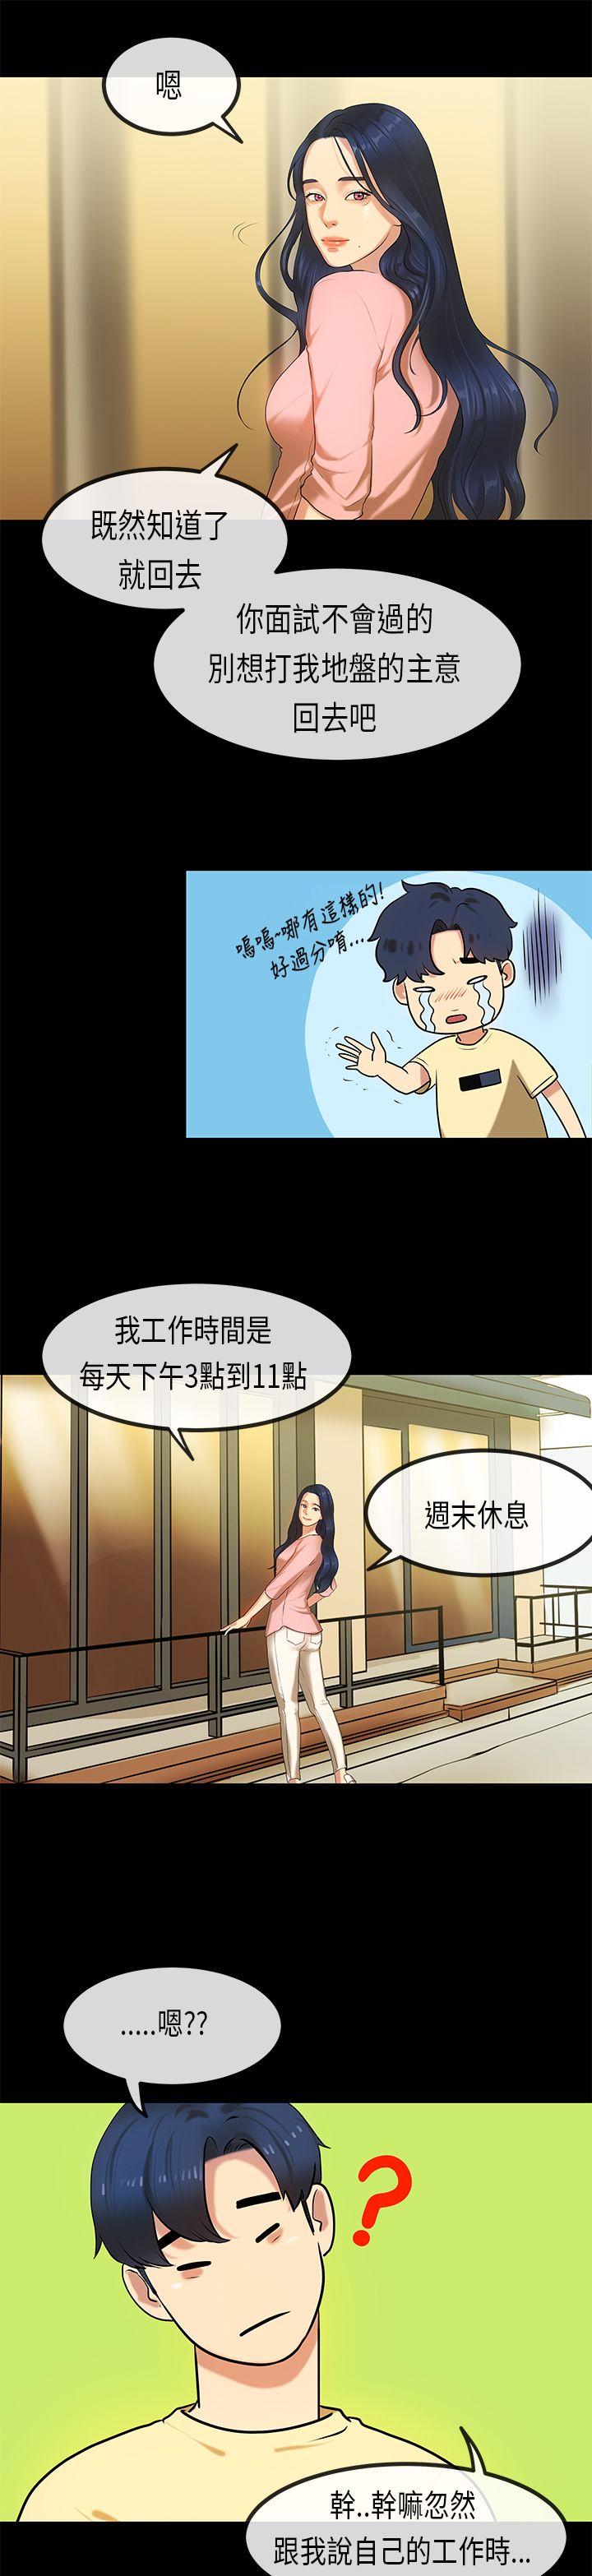 嗯
既然知道了
就回去
你面試不會過的
別想打我地盤的主意
回去吧
嗚嗚~哪有這樣的!
好過分唷...
我工作時間是
每天下午3點到11點
週末休息
.....嗯??
幹..幹嘛忽然
跟我說自己的工作時...